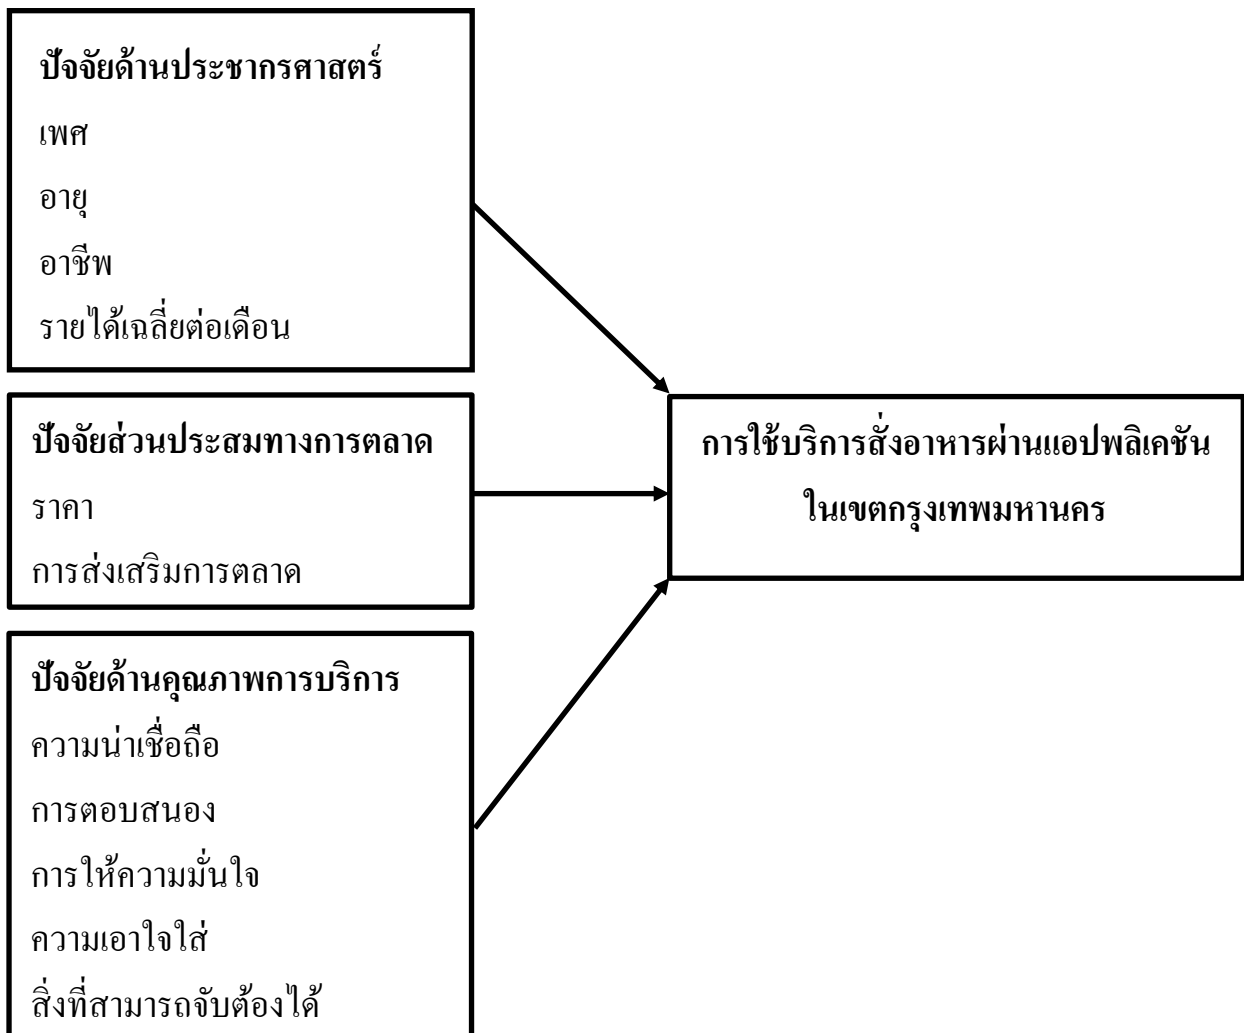 ปัจจัยด้านประชากรศาสตร์
เพศ
อายุ
อาชีพ
รายได้เฉลี่ยต่อเดือน
ปัจจัยส่วนประสมทางการตลาด
ราคา
การส่งเสริมการตลาด
ปัจจัยด้านคุณภาพการบริการ
ความน่าเชื่อถือ
การตอบสนอง
การให้ความมั่นใจ
ความเอาใจใส่
สิ่งที่สามารถจับต้องได้
การใช้บริการสั่งอาหารผ่านแอปพลิเคชัน
ในเขตกรุงเทพมหานคร